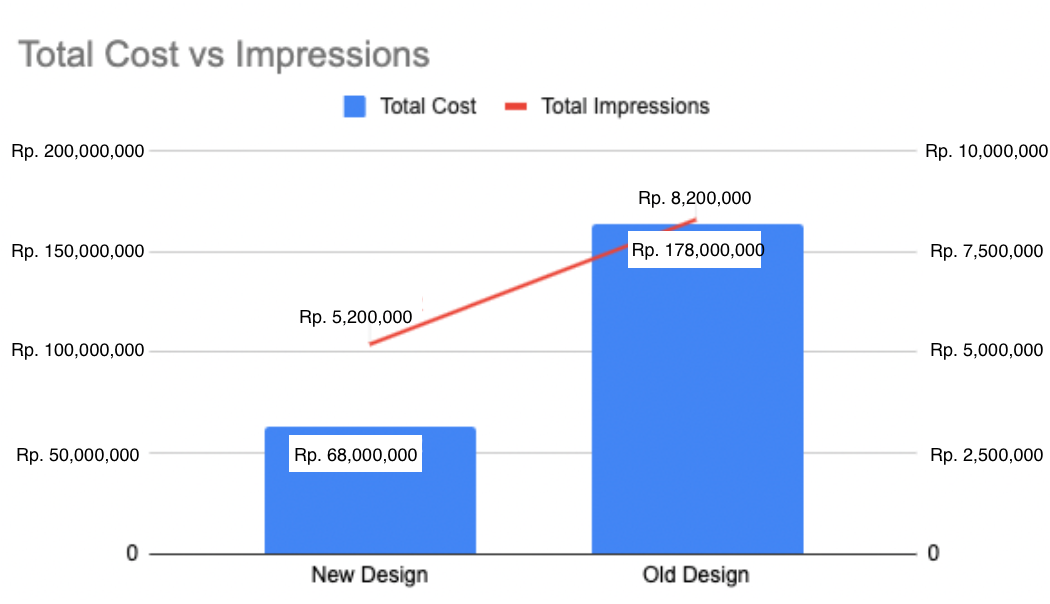 Total Cost vs Impressions
Total Cost Total Impressions
Rp. 200,000,000 Rp. 10,000,000
Rp. 8,200,000
Rp. 150,000,000 Rp. 178,000,000 Rp. 7,500,000
Rp. 5,200,000
Rp. 100,000,000 Rp. 5,000,000
Rp. 50,000,000 Rp. 68,000,000 Rp. 2,500,000
0 0
New Design Old Design